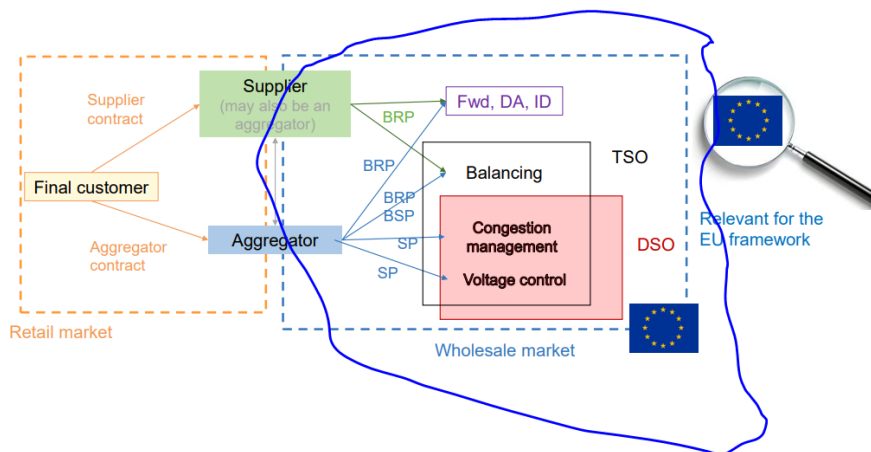 Supplier
(may also be an
aggregator)
Supplier
contract
Fwd, DA, ID
BRP
TSO
BRP
Balancing
Final customer
BRP
BSP
Relevant for the
EU framework
Congestion
management
DSO
Aggregator
SP
Aggregator
contract
SP
Voltage control
Retail market
Wholesale market